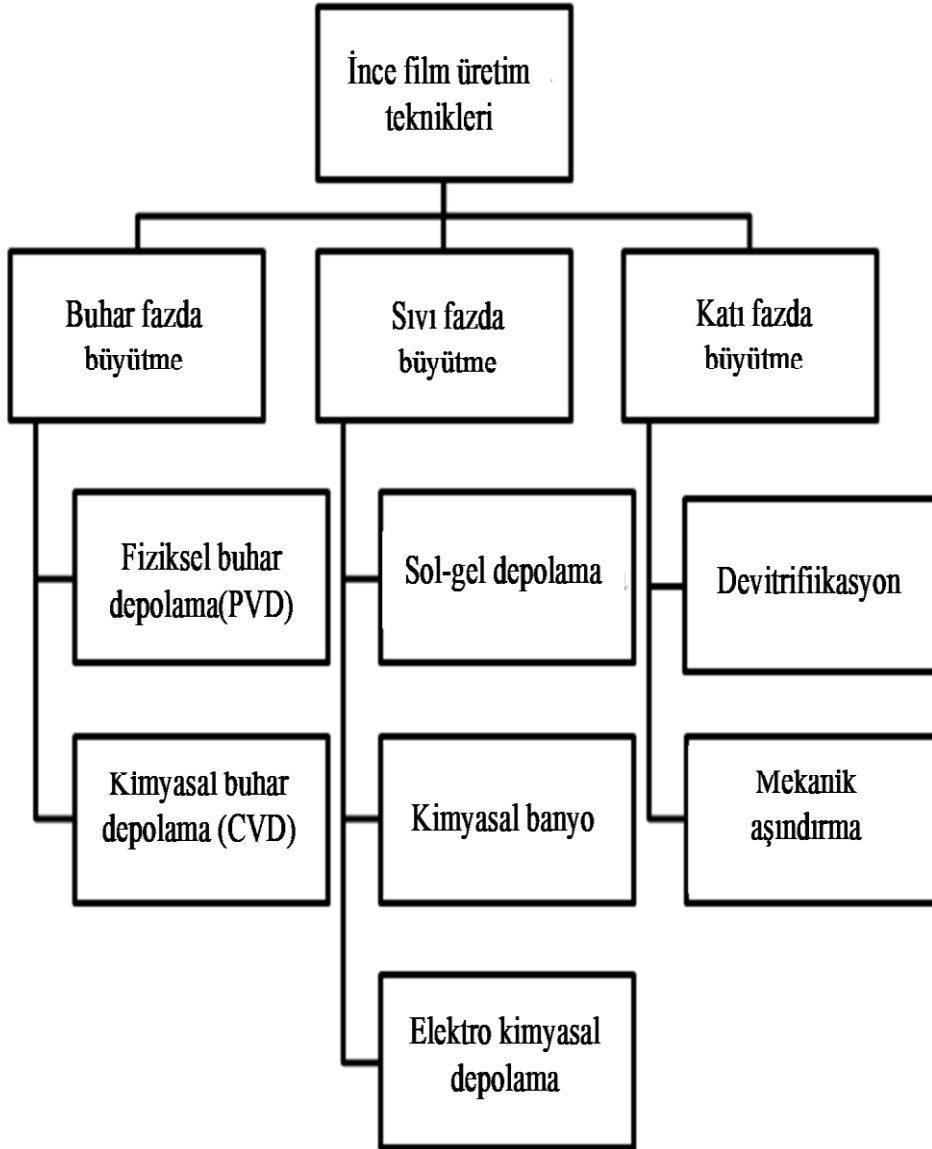 İnce film üretim
teknikleri
Buhar fazda
büyütme
Sıvı fazda
büyütme
Katı fazda
büyütme
Fiziksel buhar
depolama(PVD)
Sol-gel depolama
Devitrifiikasyon
Kimyasal buhar
depolama (CVD)
Kimyasal banyo
Mekanik
aşındırma
Elektro kimyasal
depolama